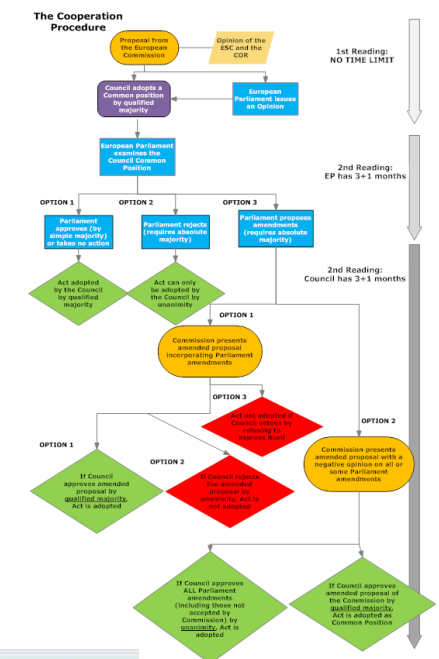 The Cooperation
Procedure
Proposal from
the European
Commission
Opinion of the
ESC and the
COR
1st Reading:
NO TIME LIMIT
Council adopts a
Common position
by qualified
majority
European
Parliament issues
an Opinion
European Parliament
examines the
Council Common
Position
2nd Reading:
EP has 3+1 months
OPTION 1
OPTION 2
OPTION 3
Parliament
approves (by
simple majority)
or takes no action
Parliament rejects
(requires absolute
majority)
Parliament proposes
amendments
(requires absolute
majority)
2nd Reading:
Council has 3+1 months
Act adopted
by the Council
by qualified
majority
Act can only
be adopted by
the Council by
unanimity
OPTION 1
Commission presents
amended proposal
incorporating Parliament
amendments
OPTION 3
Act not adopted if
Council vetoes by
refusing to
express itself
OPTION 2
Commission presents
amended proposal with a
negative opinion on all or
some Parliament
amendments
OPTION 1
If Council
approves amended
proposal by
qualified majority,
Act is adopted
OPTION 2
If Council rejects
the amended
proposal by
unanimity, Act is
not adopted
If Council approves
ALL Parliament
amendments
(including those not
accepted by
Commission) by
unanimity, Act is
adopted
If Council approves
amended proposal of
the Commission by
qualified majority,
Act is adopted as
Common Position